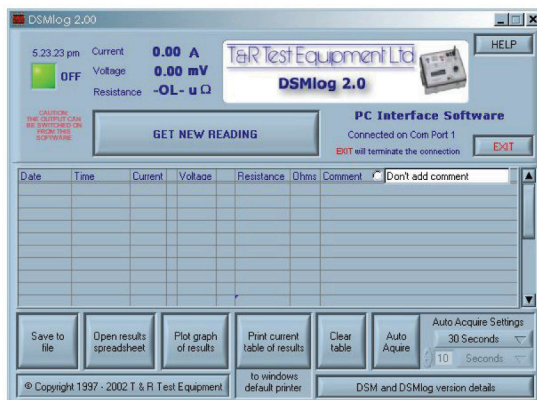 DSMlog 2.00
5.23.23 pm
OFF
Current 0.00 A
Voltage 0.00 mV
Resistance -OL- u Ω
T&R Test Equipment Ltd
DSMlog 2.0
HELP
CAUTION
THE OUTPUT CAN
BE SWITCHED ON
FROM THIS
SOFTWARE
GET NEW READING
PC Interface Software
Connected on Com Port 1
EXIT will terminate the connection
EXIT
Date Time Current Voltage Resistance Ohms Comment Don't add comment
Save to
file
Open results
spreadsheet
Plot graph
of results
Print current
table of results
to windows
default printer
Clear
table
Auto
Aquire
Auto Acquire Settings
30 Seconds
10 Seconds
© Copyright 1997 - 2002 T & R Test Equipment
DSM and DSMlog version details